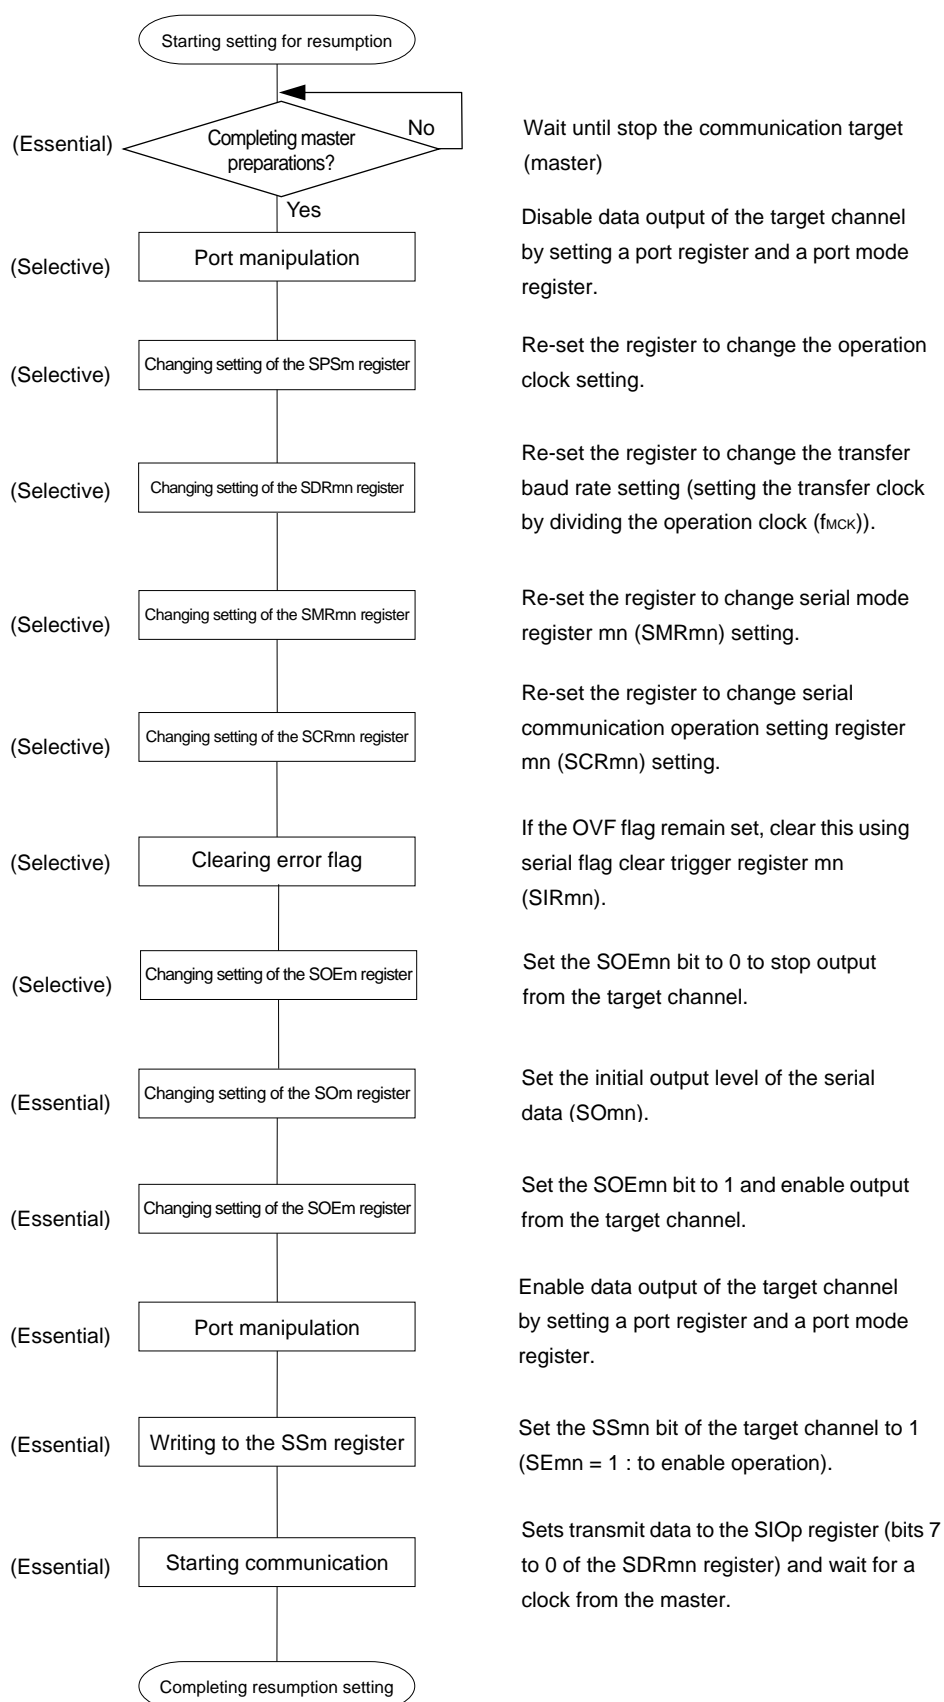 Starting setting for resumption
(Essential)
Completing master
preparations?
No
Yes
Wait until stop the communication target
(master)
(Selective)
Port manipulation
Disable data output of the target channel
by setting a port register and a port mode
register.
(Selective)
Changing setting of the SPSm register
Re-set the register to change the operation
clock setting.
(Selective)
Changing setting of the SDRmn register
Re-set the register to change the transfer
baud rate setting (setting the transfer clock
by dividing the operation clock (fMCK)).
(Selective)
Changing setting of the SMRmn register
Re-set the register to change serial mode
register mn (SMRmn) setting.
(Selective)
Changing setting of the SCRmn register
Re-set the register to change serial
communication operation setting register
mn (SCRmn) setting.
(Selective)
Clearing error flag
If the OVF flag remain set, clear this using
serial flag clear trigger register mn
(SIRmn).
(Selective)
Changing setting of the SOEm register
Set the SOEmn bit to 0 to stop output
from the target channel.
(Essential)
Changing setting of the SOm register
Set the initial output level of the serial
data (SOmn).
(Essential)
Changing setting of the SOEm register
Set the SOEmn bit to 1 and enable output
from the target channel.
(Essential)
Port manipulation
Enable data output of the target channel
by setting a port register and a port mode
register.
(Essential)
Writing to the SSm register
Set the SSmn bit of the target channel to 1
(SEmn = 1 : to enable operation).
(Essential)
Starting communication
Sets transmit data to the SIOp register (bits 7
to 0 of the SDRmn register) and wait for a
clock from the master.
Completing resumption setting